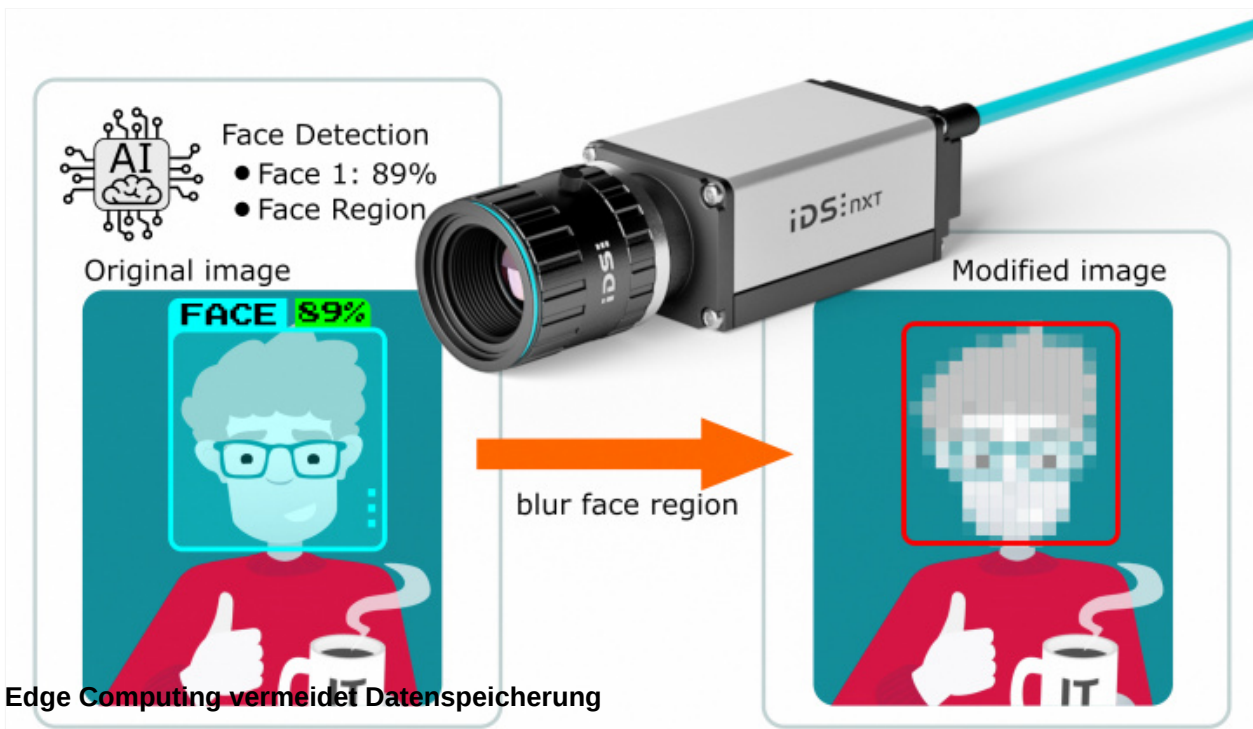 AI
Face Detection
• Face 1: 89%
• Face Region
iDS:nXT
iDS:
Original image
Modified image
FACE 89%
blur face region
IT
IT
Edge Computing vermeidet Datenspeicherung